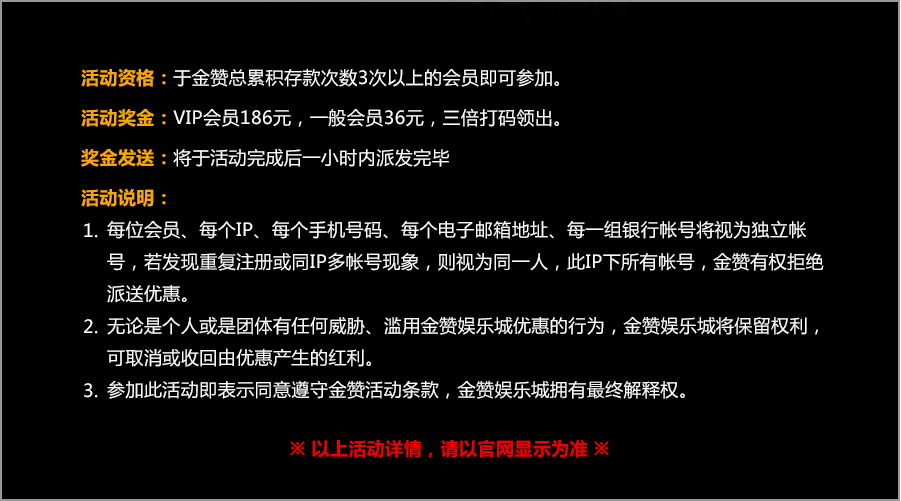 活动资格：于金赞总累积存款次数3次以上的会员即可参加。
活动奖金：VIP会员186元，一般会员36元，三倍打码领出。
奖金发送：将于活动完成后一小时内派发完毕
活动说明：
1. 每位会员、每个IP、每个手机号码、每个电子邮箱地址、每一组银行帐号将视为独立帐
号，若发现重复注册或同IP多帐号现象，则视为同一人，此IP下所有帐号，金赞有权拒绝
派送优惠。
2. 无论是个人或是团体有任何威胁、滥用金赞娱乐城优惠的行为，金赞娱乐城将保留权利，
可取消或收回由优惠产生的红利。
3. 参加此活动即表示同意遵守金赞活动条款，金赞娱乐城拥有最终解释权。
※ 以上活动详情，请以官网显示为准 ※